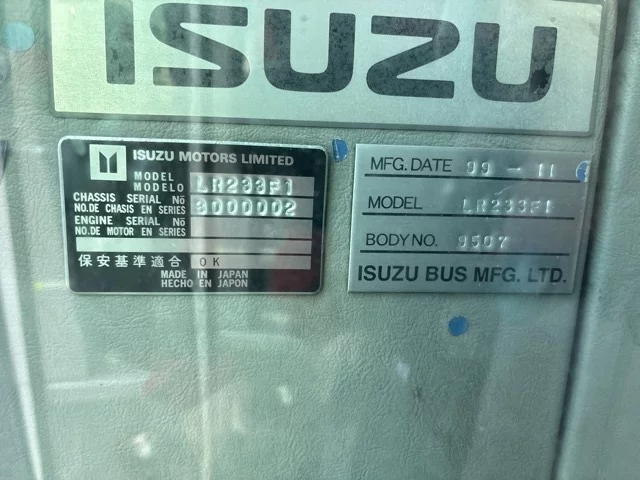 ISUZU
ISUZU MOTORS LIMITED
MODEL
MODELO LR233F1
CHASSIS SERIAL No
NO.DE CHASIS EN SERIES 3000002
ENGINE SERIAL No
NO.DE MOTOR EN SERIES
保安基準適合 OK
MADE IN JAPAN
HECHO EN JAPON
MFG.DATE 99-11
MODEL LR233F1
BODY NO. 9507
ISUZU BUS MFG. LTD.